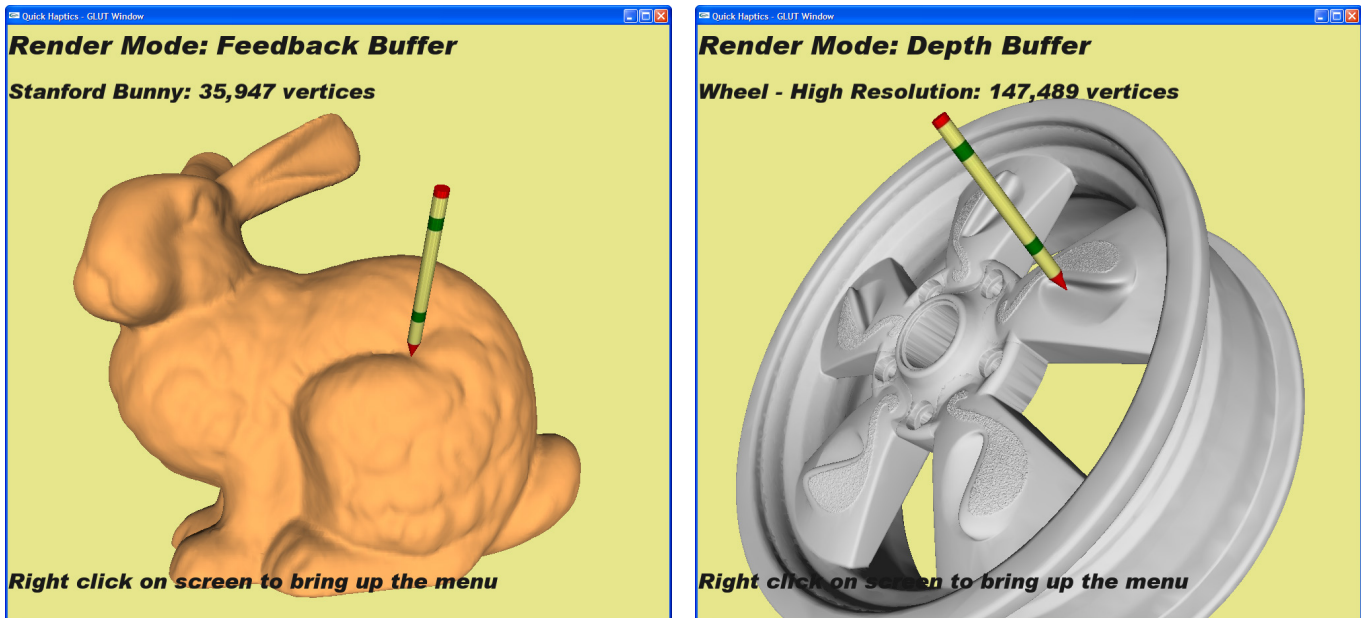 Quick Haptics - GLUT Window
Render Mode: Feedback Buffer
Stanford Bunny: 35,947 vertices
Right click on screen to bring up the menu
Quick Haptics - GLUT Window
Render Mode: Depth Buffer
Wheel - High Resolution: 147,489 vertices
Right click on screen to bring up the menu